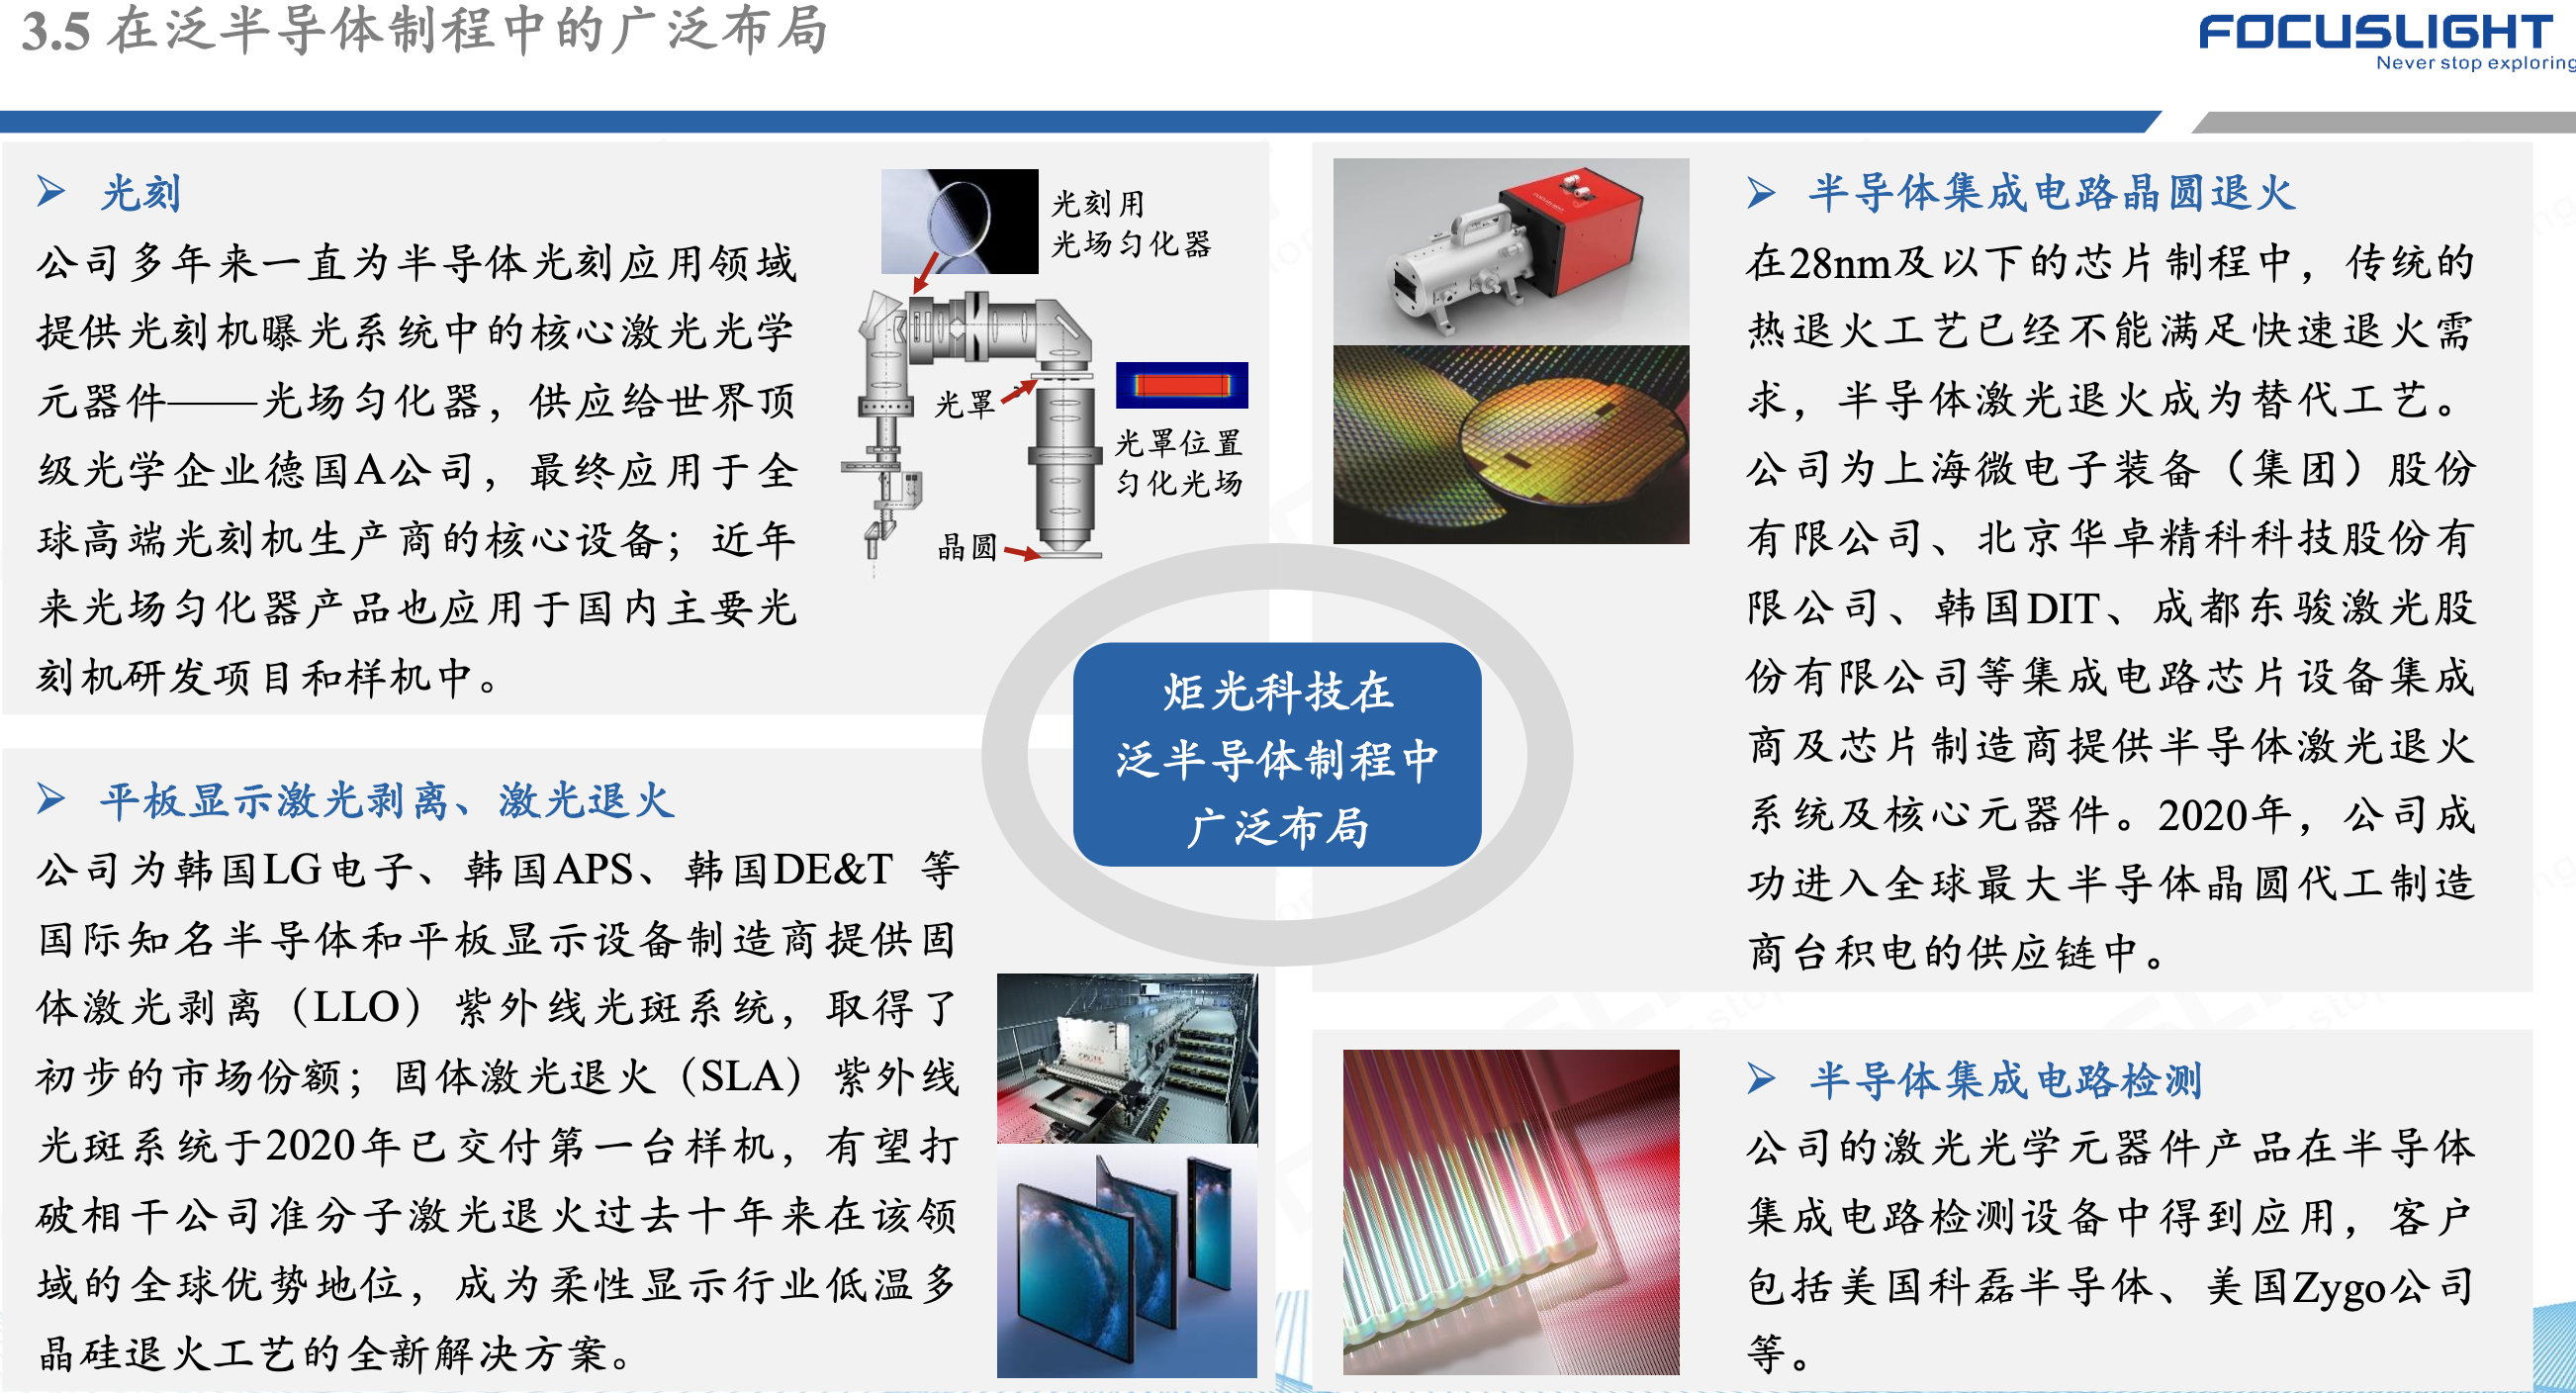 3.5 在泛半导体制程中的广泛布局
FOCUSLIGHT
Never stop exploring
光刻
公司多年来一直为半导体光刻应用领域
提供光刻机曝光系统中的核心激光光学
元器件——光场匀化器，供应给世界顶
级光学企业德国A公司，最终应用于全
球高端光刻机生产商的核心设备；近年
来光场匀化器产品也应用于国内主要光
刻机研发项目和样机中。
光刻用
光场匀化器
光罩
光罩位置
匀化光场
晶圆
半导体集成电路晶圆退火
在28nm及以下的芯片制程中，传统的
热退火工艺已经不能满足快速退火需
求，半导体激光退火成为替代工艺。
公司为上海微电子装备（集团）股份
有限公司、北京华卓精科科技股份有
限公司、韩国DIT、成都东骏激光股
份有限公司等集成电路芯片设备集成
商及芯片制造商提供半导体激光退火
系统及核心元器件。2020年，公司成
功进入全球最大半导体晶圆代工制造
商台积电的供应链中。
炬光科技在
泛半导体制程中
广泛布局
平板显示激光剥离、激光退火
公司为韩国LG电子、韩国APS、韩国DE&T 等
国际知名半导体和平板显示设备制造商提供固
体激光剥离（LLO）紫外线光斑系统，取得了
初步的市场份额；固体激光退火（SLA）紫外线
光斑系统于2020年已交付第一台样机，有望打
破相干公司准分子激光退火过去十年来在该领
域的全球优势地位，成为柔性显示行业低温多
晶硅退火工艺的全新解决方案。
半导体集成电路检测
公司的激光光学元器件产品在半导体
集成电路检测设备中得到应用，客户
包括美国科磊半导体、美国Zygo公司
等。